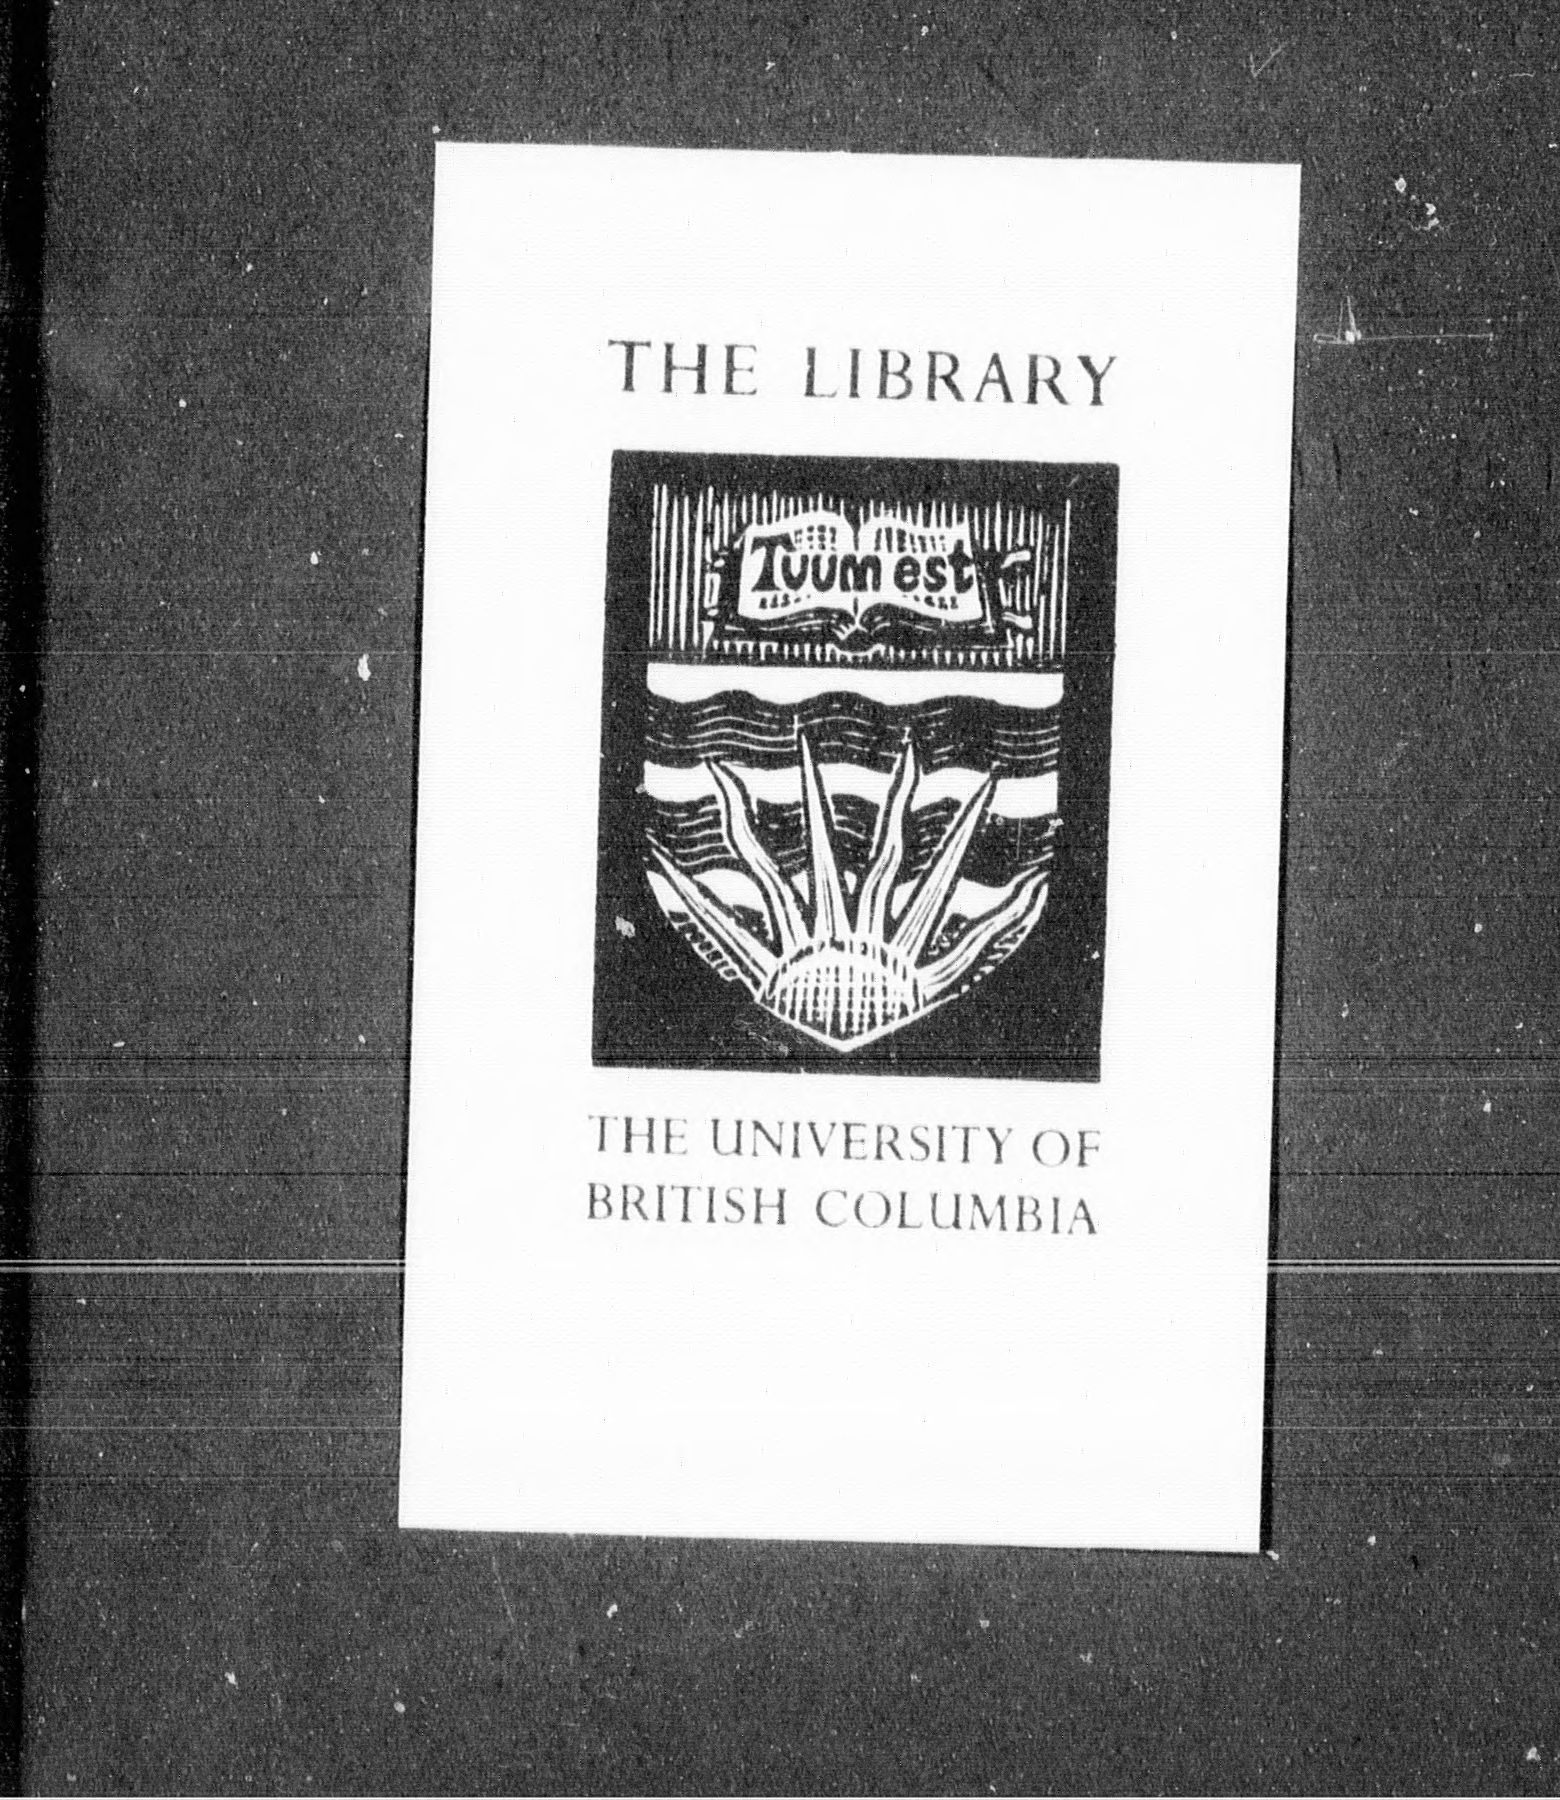 THE LIBRARY
Tuum est
THE UNIVERSITY OF
BRITISH COLUMBIA